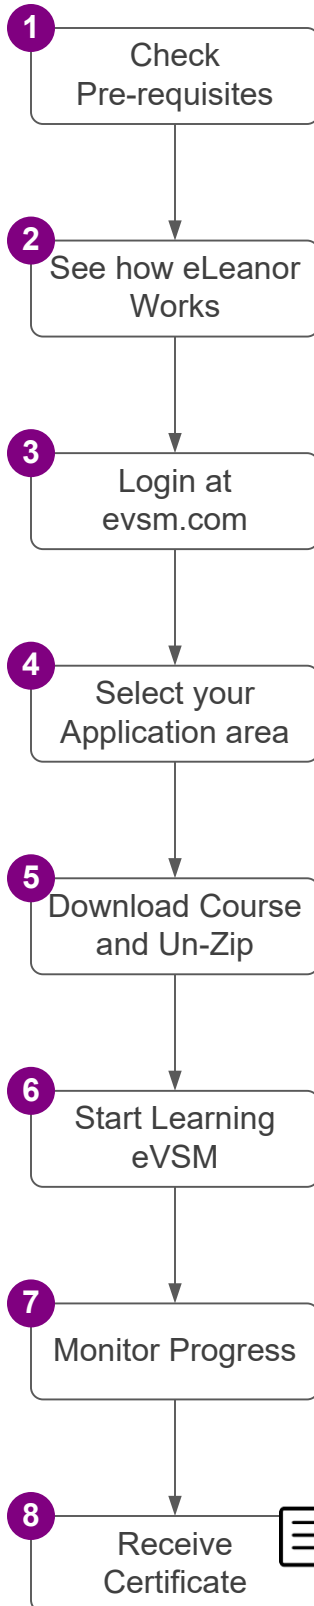 1
Check
Pre-requisites
2
See how eLeanor
Works
3
Login at
evsm.com
4
Select your
Application area
5
Download Course
and Un-Zip
6
Start Learning
eVSM
7
Monitor Progress
8
Receive
Certificate